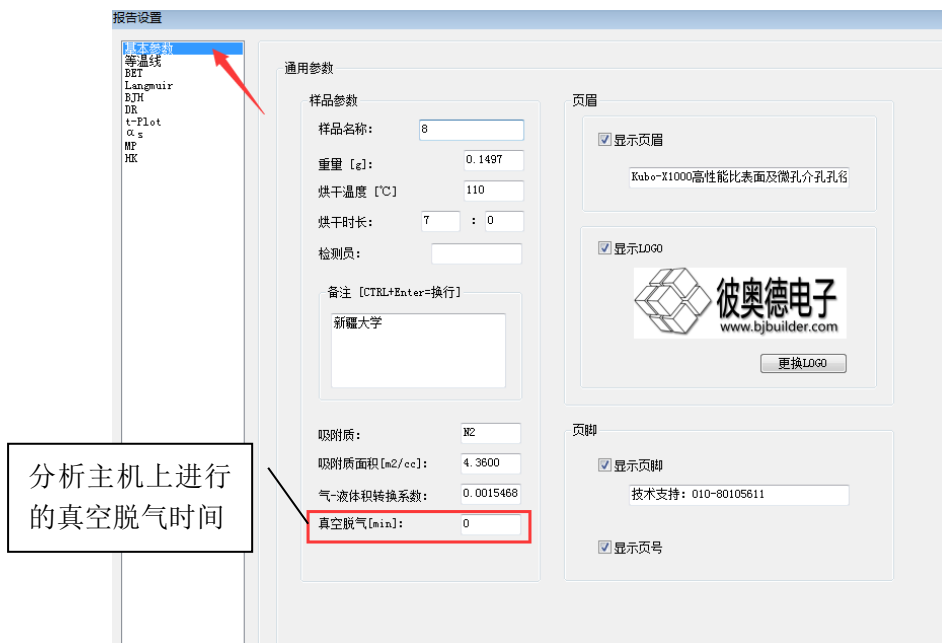 报告设置
基本参数
等温线
BET
Langmuir
BJH
DR
t-Plot
αs
MP
HK
通用参数
样品参数
样品名称： 8
重量 [g]： 0.1497
烘干温度 [℃] 110
烘干时长： 7 : 0
检测员：
备注 [CTRL+Enter=换行]
新疆大学
吸附质： N2
吸附质面积[m2/cc]： 4.3600
气-液体积转换系数： 0.0015468
真空脱气[min]： 0
页眉
显示页眉
Kubo-X1000高性能比表面及微孔介孔孔径
显示LOGO
彼奥德电子
www.bjbuilder.com
更换LOGO
页脚
显示页脚
技术支持：010-80105611
显示页号
分析主机上进行
的真空脱气时间